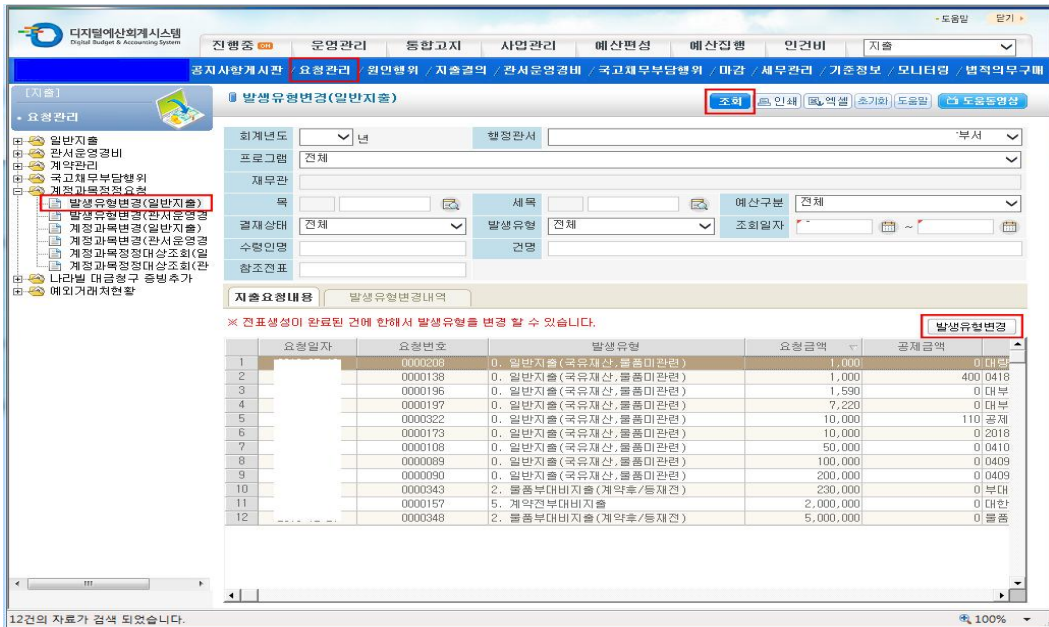 - 도움말 닫기
디지털예산회계시스템
Digital Budget & Accounting System
진행중 ON 운영관리 통합고지 사업관리 예산편성 예산집행 인건비 지출
공지사항게시판 / 요청관리 / 원인행위 / 지출결의 / 관서운영경비 / 국고채무부담행위 / 마감 / 세무관리 / 기준정보 / 모니터링 / 법적의무구매
[지출]
• 요청관리
일반지출
관서운영경비
계약관리
국고채무부담행위
계정과목정정요청
발생유형변경(일반지출)
발생유형변경(관서운영경
계정과목변경(일반지출)
계정과목변경(관서운영경
계정과목정정대상조회(일
계정과목정정대상조회(관
나라빌 대금청구 증빙추가
예외거래처현황
발생유형변경(일반지출)
조회 인쇄 엑셀 초기화 도움말 도움동영상
회계년도 년 행정관서 부서
프로그램 전체
재무관
목 세목 예산구분 전체
결재상태 전체 발생유형 전체 조회일자 ~
수령인명 건명
참조전표
지출요청내용 발생유형변경내역
※ 전표생성이 완료된 건에 한해서 발생유형을 변경 할 수 있습니다.
발생유형변경
요청일자 요청번호 발생유형 요청금액 공제금액
1 0000208 0. 일반지출(국유재산,물품미관련) 1,000 0 대량
2 0000138 0. 일반지출(국유재산,물품미관련) 1,000 400 0418
3 0000196 0. 일반지출(국유재산,물품미관련) 1,590 0 대부
4 0000197 0. 일반지출(국유재산,물품미관련) 7,220 0 대부
5 0000322 0. 일반지출(국유재산,물품미관련) 10,000 110 공제
6 0000173 0. 일반지출(국유재산,물품미관련) 10,000 0 2018
7 0000108 0. 일반지출(국유재산,물품미관련) 50,000 0 0410
8 0000089 0. 일반지출(국유재산,물품미관련) 100,000 0 0409
9 0000090 0. 일반지출(국유재산,물품미관련) 200,000 0 0409
10 0000343 2. 물품부대비지출(계약후/등재전) 230,000 0 부대
11 0000157 5. 계약전부대비지출 2,000,000 0 대한
12 0000348 2. 물품부대비지출(계약후/등재전) 5,000,000 0 물품
12건의 자료가 검색 되었습니다.
100%